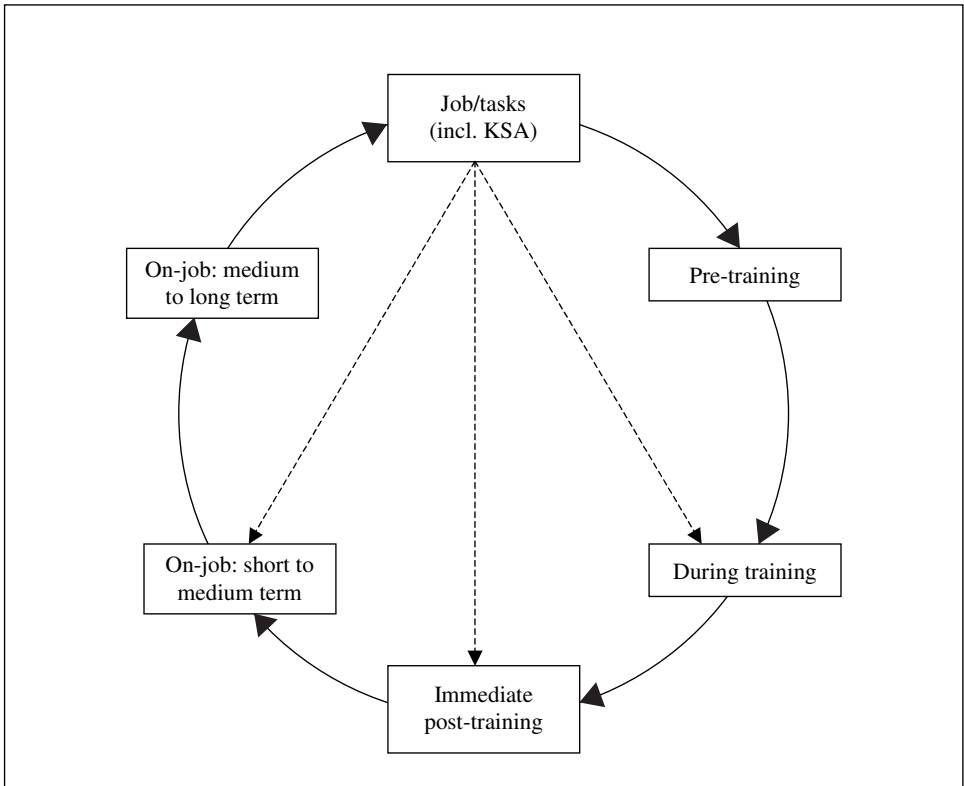 Job/tasks
(incl. KSA)
Pre-training
During training
Immediate
post-training
On-job: short to
medium term
On-job: medium
to long term